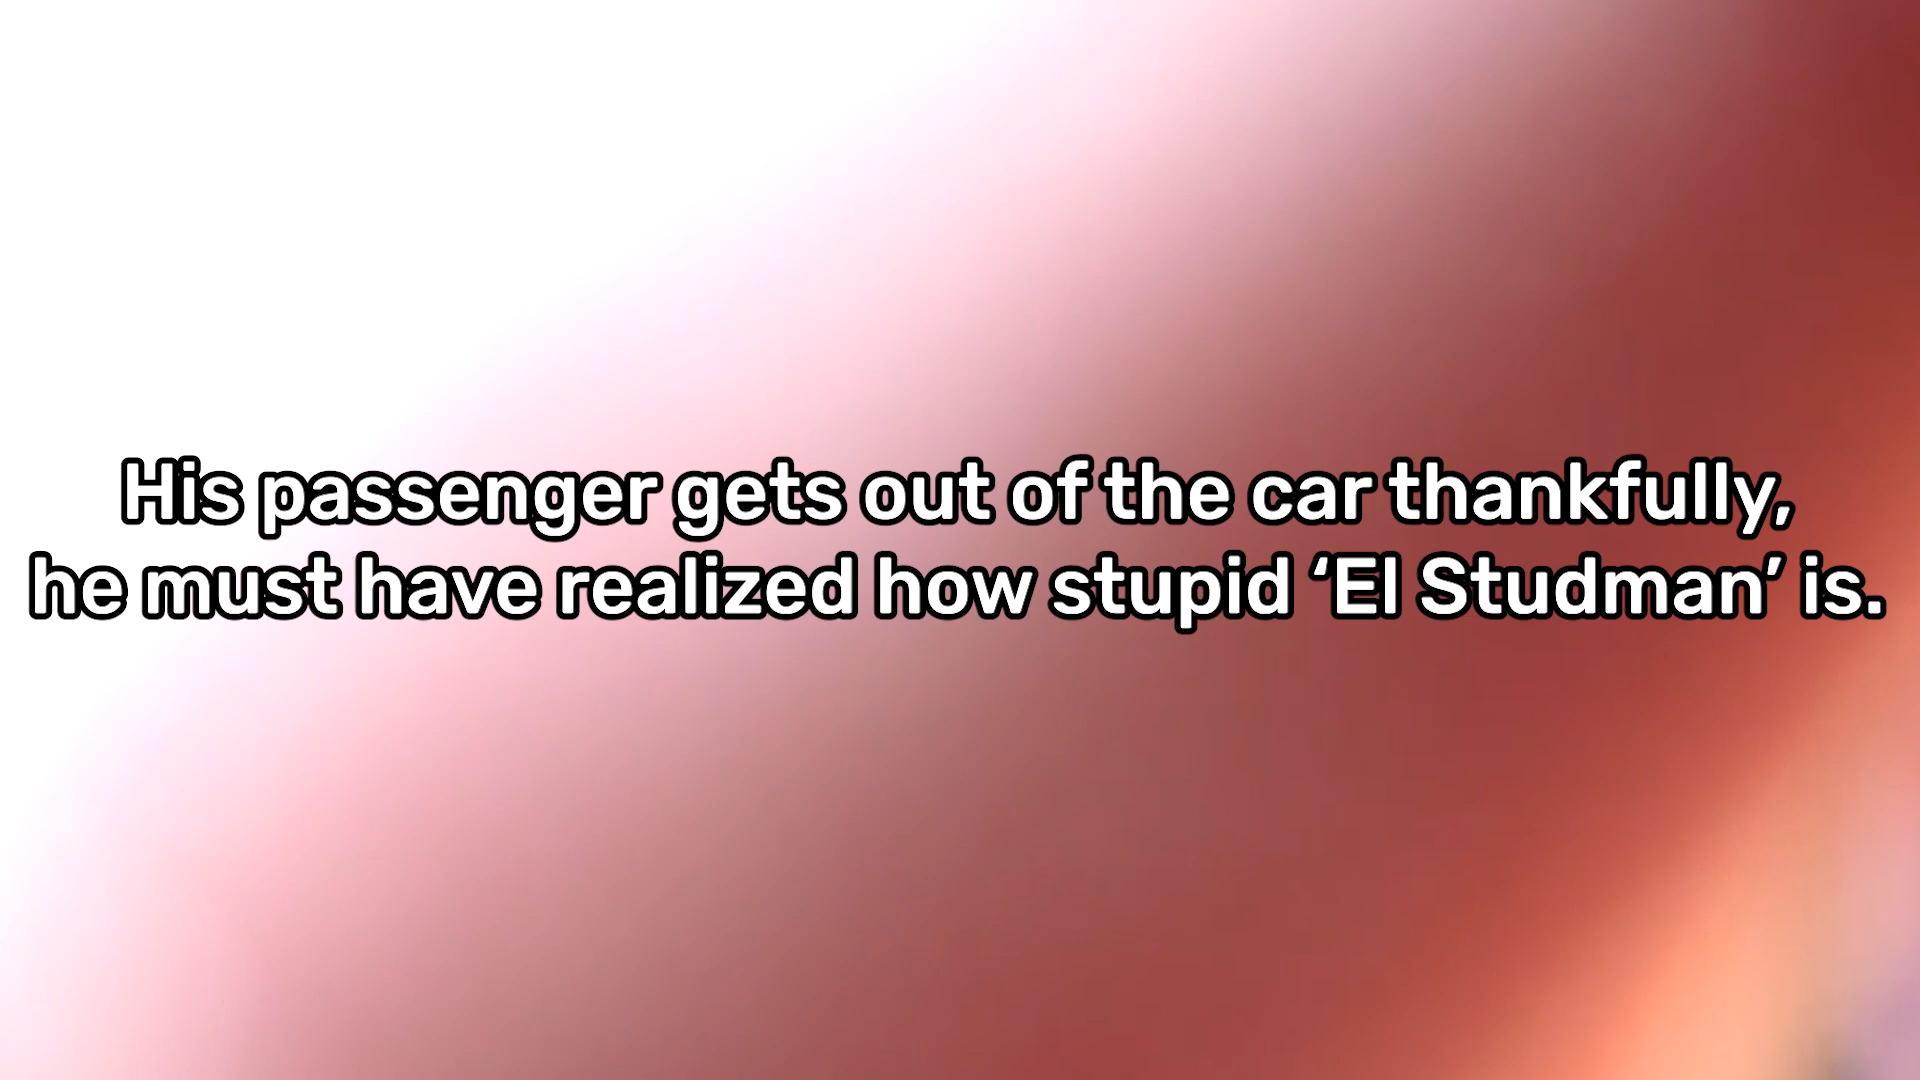 His passenger gets out of the car thankfully,
he must have realized how stupid ‘El Studman’ is.